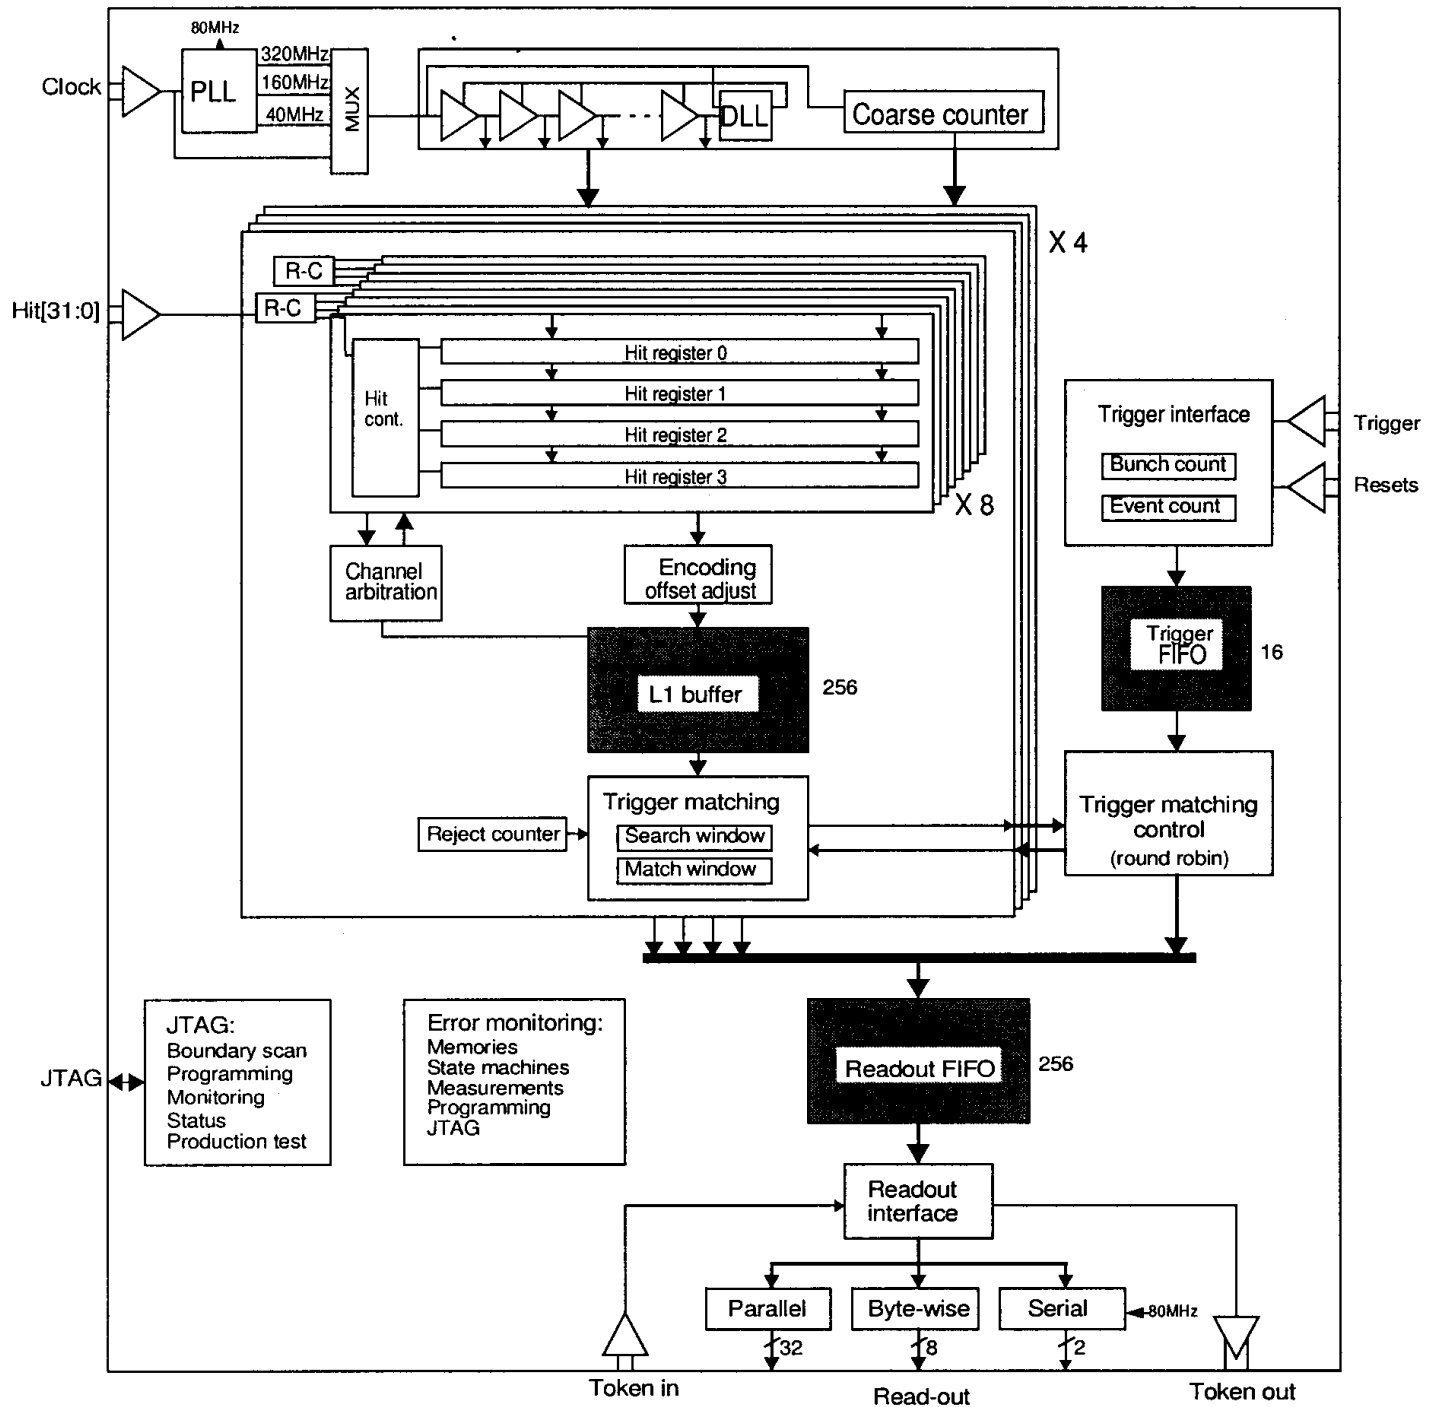 80MHz
320MHz
Clock
PLL
160MHz
MUX
40MHz
DLL
Coarse counter
X 4
R-C
Hit[31:0]
R-C
Hit register 0
Hit register 1
Hit
cont.
Hit register 2
Hit register 3
X 8
Trigger interface
Trigger
Bunch count
Resets
Event count
Channel
arbitration
Encoding
offset adjust
Trigger
FIFO
16
L1 buffer
256
Trigger matching
Reject counter
Search window
Match window
Trigger matching
control
(round robin)
JTAG:
Boundary scan
Programming
Monitoring
Status
Production test
JTAG
Error monitoring:
Memories
State machines
Measurements
Programming
JTAG
Readout FIFO
256
Readout
interface
Parallel
Byte-wise
Serial
80MHz
32
8
2
Token in
Read-out
Token out